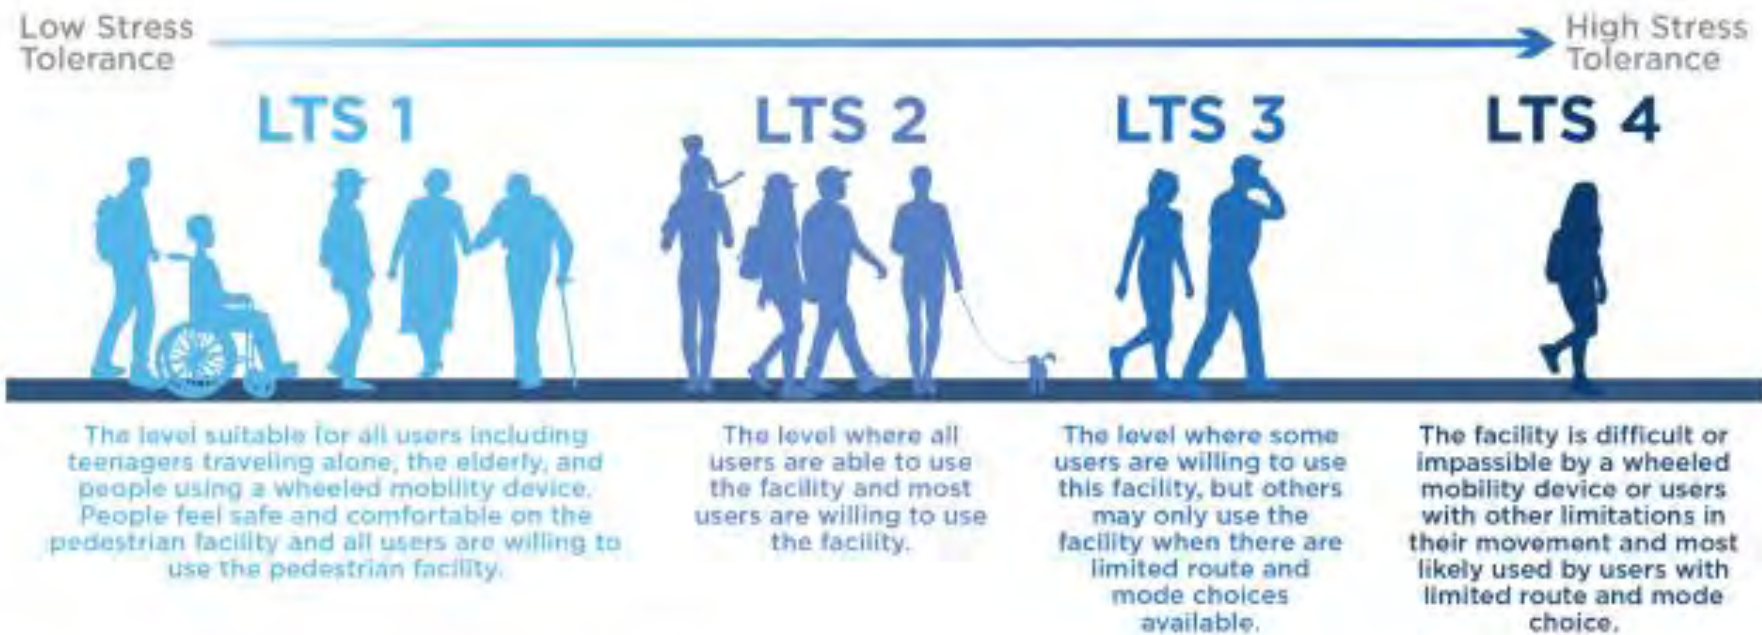 Low Stress
Tolerance
High Stress
Tolerance
LTS 1
LTS 2
LTS 3
LTS 4
The level suitable for all users including
teenagers traveling alone, the elderly, and
people using a wheeled mobility device.
People feel safe and comfortable on the
pedestrian facility and all users are willing to
use the pedestrian facility.
The level where all
users are able to use
the facility and most
users are willing to use
the facility.
The level where some
users are willing to use
this facility, but others
may only use the
facility when there are
limited route and
mode choices
available.
The facility is difficult or
impassible by a wheeled
mobility device or users
with other limitations in
their movement and most
likely used by users with
limited route and mode
choice.